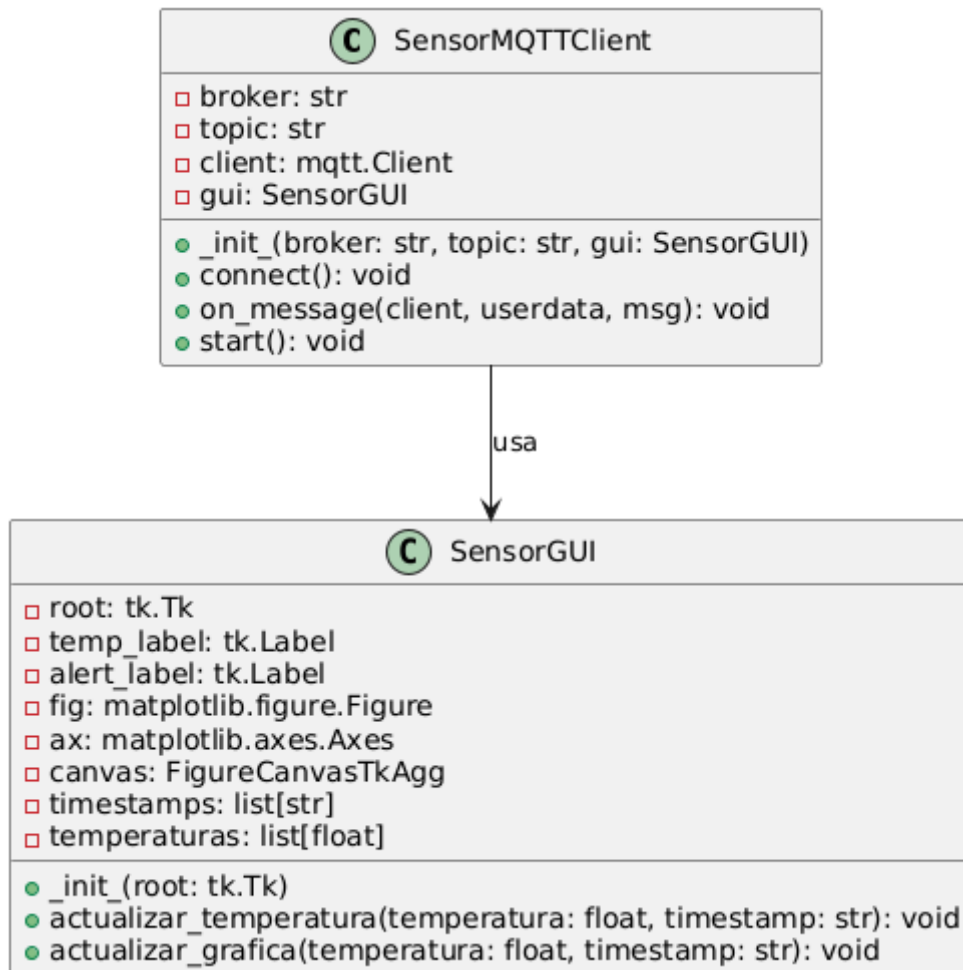 C SensorMQTTClient
broker: str
topic: str
client: mqtt.Client
gui: SensorGUI
_init_(broker: str, topic: str, gui: SensorGUI)
connect(): void
on_message(client, userdata, msg): void
start(): void
usa
C SensorGUI
root: tk.Tk
temp_label: tk.Label
alert_label: tk.Label
fig: matplotlib.figure.Figure
ax: matplotlib.axes.Axes
canvas: FigureCanvasTkAgg
timestamps: list[str]
temperaturas: list[float]
_init_(root: tk.Tk)
actualizar_temperatura(temperatura: float, timestamp: str): void
actualizar_grafica(temperatura: float, timestamp: str): void